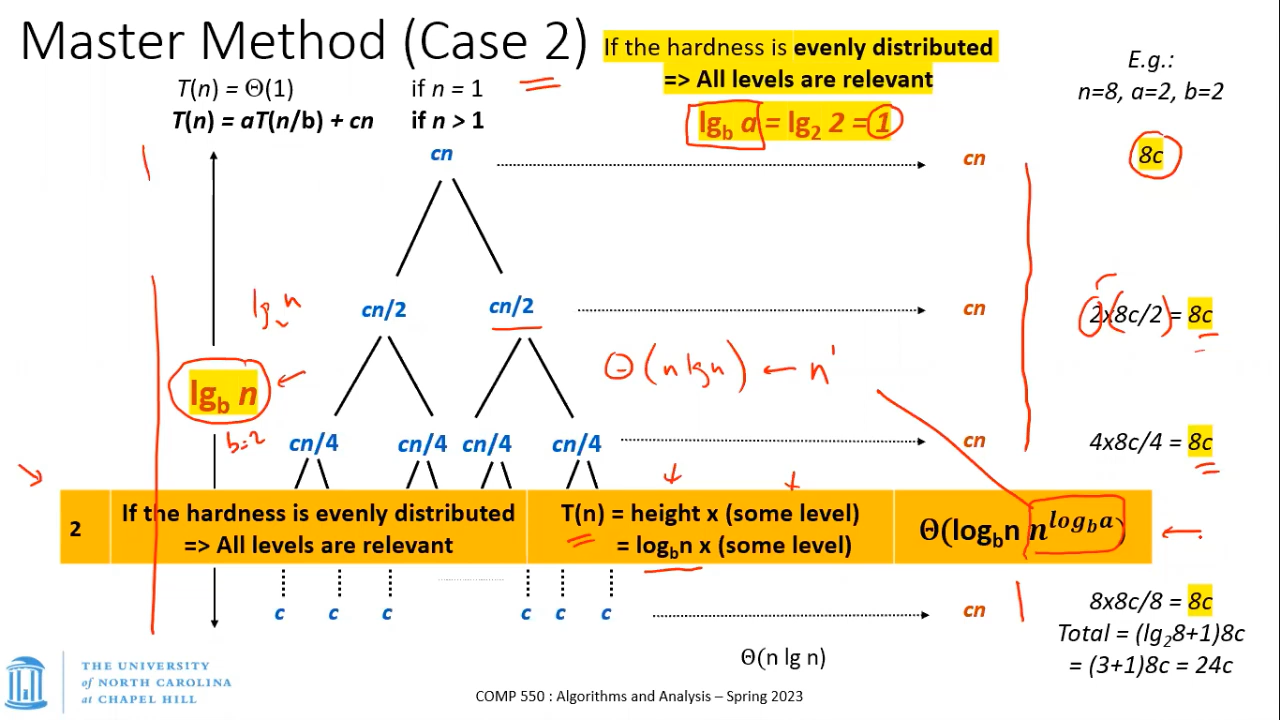 Master Method (Case 2)
If the hardness is evenly distributed
=> All levels are relevant
lg_b a = lg_2 2 = 1
E.g.:
n=8, a=2, b=2
T(n) = Θ(1) if n = 1
T(n) = aT(n/b) + cn if n > 1
cn cn 8c
lg_2 n
cn/2 cn/2 cn 2x8c/2 = 8c
Θ(n lgn) ← n^1
lg_b n
b=2
cn/4 cn/4 cn/4 cn/4 cn 4x8c/4 = 8c
2
If the hardness is evenly distributed
=> All levels are relevant
T(n) = height x (some level)
= log_b n x (some level)
Θ(log_b n n^{log_b a})
c c c c c c cn 8x8c/8 = 8c
Total = (lg_2 8+1)8c
= (3+1)8c = 24c
Θ(n lg n)
THE UNIVERSITY
of NORTH CAROLINA
at CHAPEL HILL
COMP 550 : Algorithms and Analysis – Spring 2023